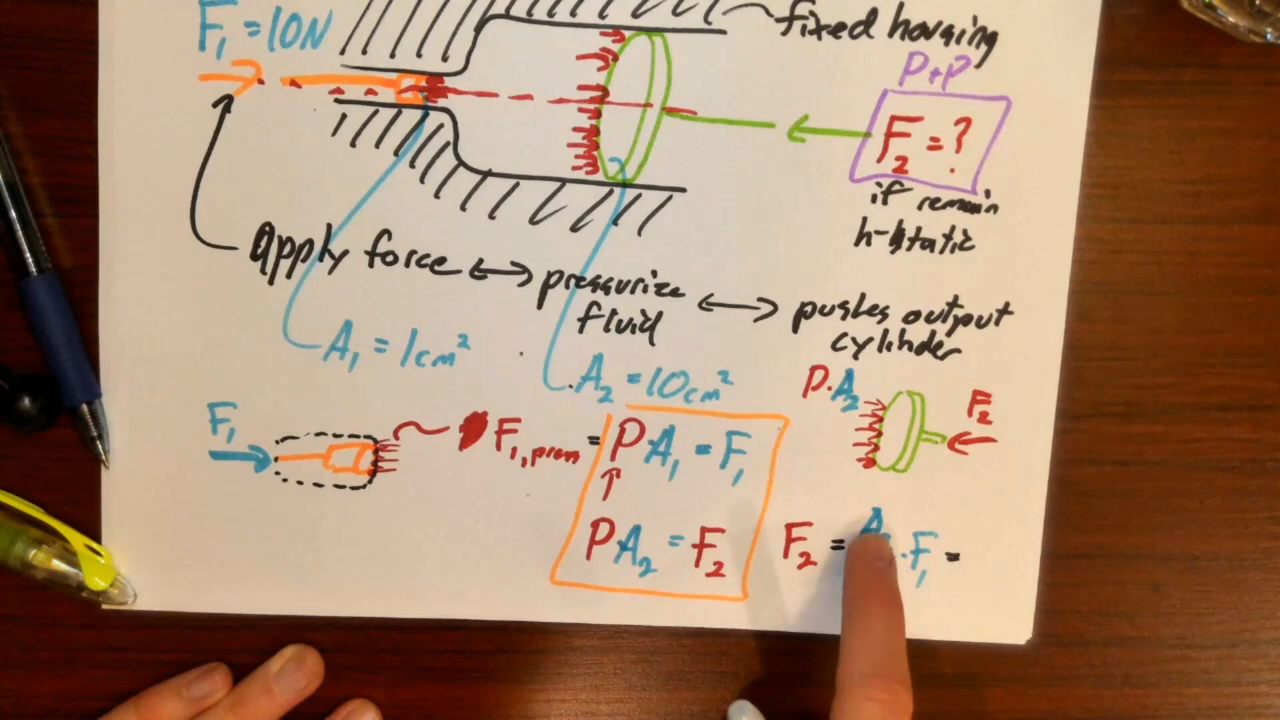 F₁ = 10N
fixed housing
P+P
F₂ = ?
if remain
h-static
apply force ↔ pressurize fluid ↔ pushes output cylinder
A₁ = 1cm²
A₂ = 10cm²
P·A₂
F₂
F₁
F₁,press = PA₁ = F₁
PA₂ = F₂
F₂ = A · F₁ =